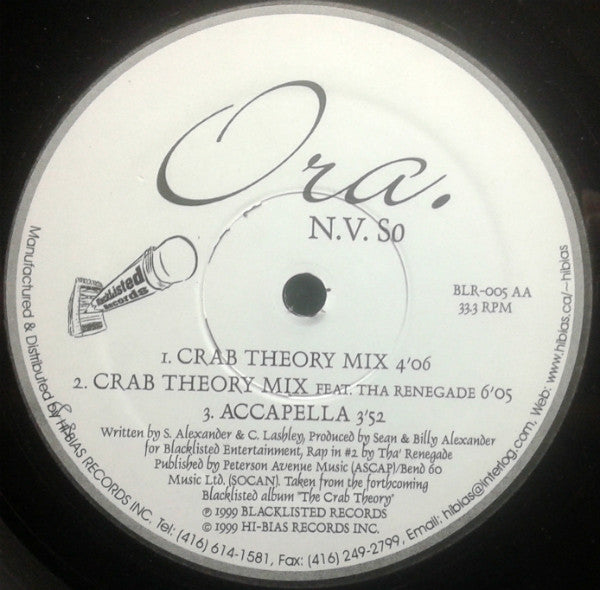 Ora.
N.V. So
BlackListed
Records
BLR-005 AA
33.3 RPM
1. CRAB THEORY MIX 4'06
2. CRAB THEORY MIX FEAT. THA RENEGADE 6'05
3. ACCAPELLA 3'52
Written by S. Alexander & C. Lashley, Produced by Sean & Billy Alexander
for Blacklisted Entertainment, Rap in #2 by Tha' Renegade
Published by Peterson Avenue Music (ASCAP)/Bend 60
Music Ltd. (SOCAN). Taken from the forthcoming
Blacklisted album "The Crab Theory"
℗ 1999 BLACKLISTED RECORDS
© 1999 HI-BIAS RECORDS INC.
Manufactured & Distributed by HI-BIAS RECORDS INC. Tel: (416) 614-1581, Fax: (416) 249-2799, Email: hibias@interlog.com, Web: www.hibias.ca/~hibias